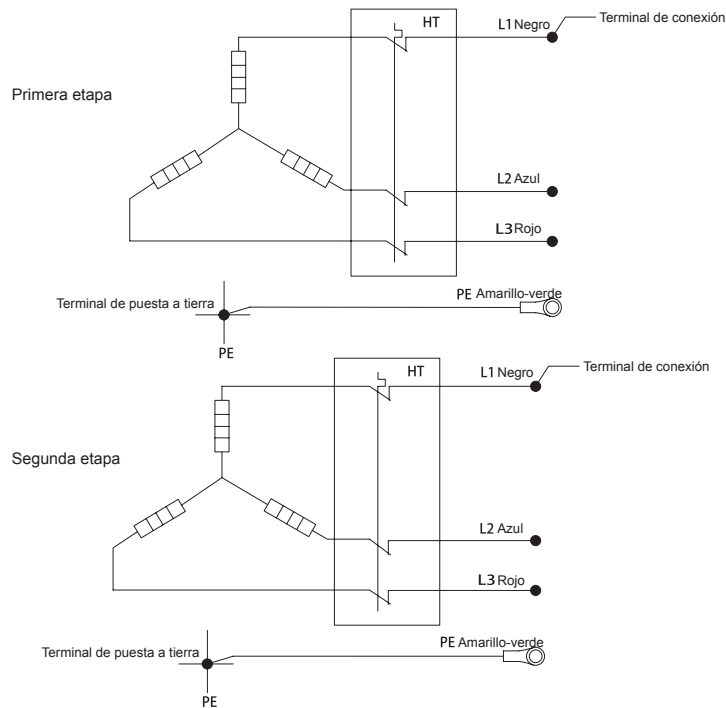 HT
L1 Negro
Terminal de conexión
Primera etapa
L2 Azul
L3 Rojo
PE Amarillo-verde
Terminal de puesta a tierra
PE
HT
L1 Negro
Terminal de conexión
Segunda etapa
L2 Azul
L3 Rojo
PE Amarillo-verde
Terminal de puesta a tierra
PE